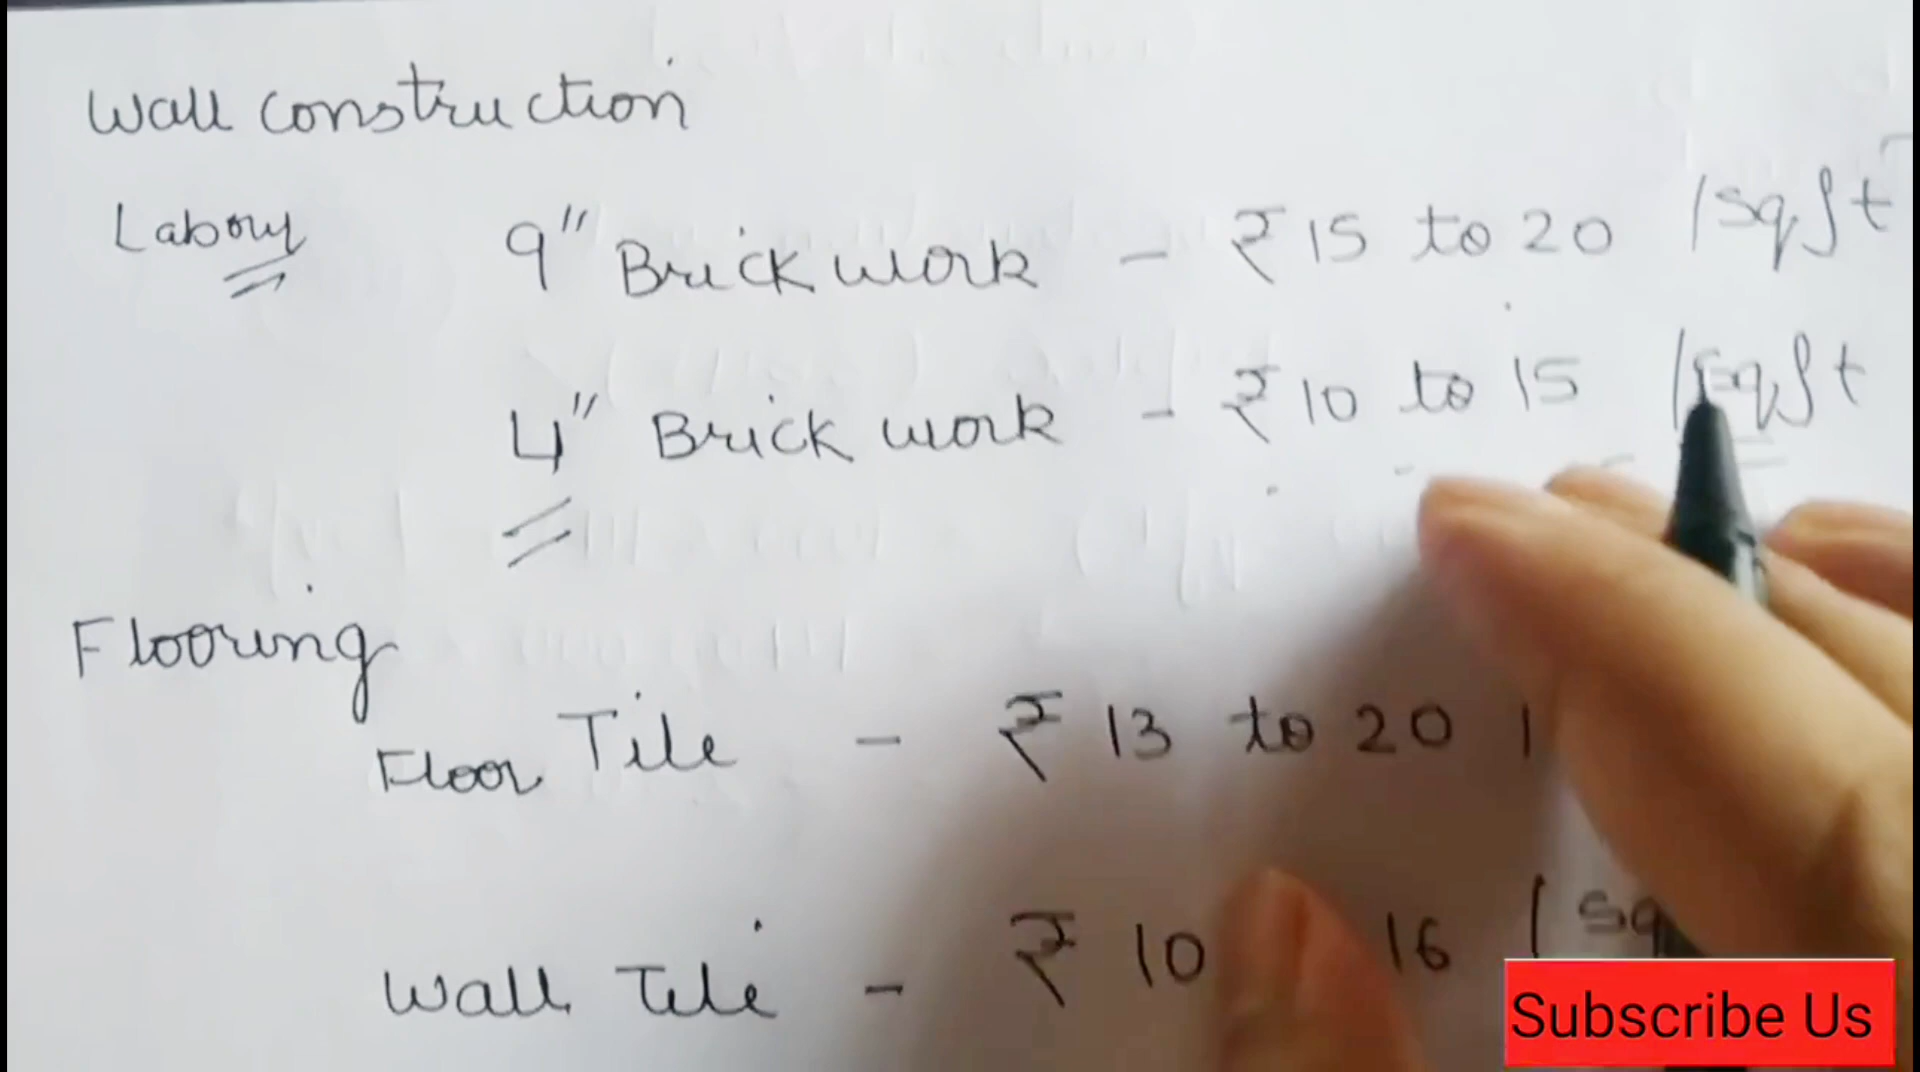 Wall construction
Labour
9" Brick work - ₹ 15 to 20 /sqft
4" Brick work - ₹ 10 to 15 /sqft
Flooring
Floor Tile - ₹ 13 to 20 /
Wall Tile - ₹ 10 16 / sq
Subscribe Us